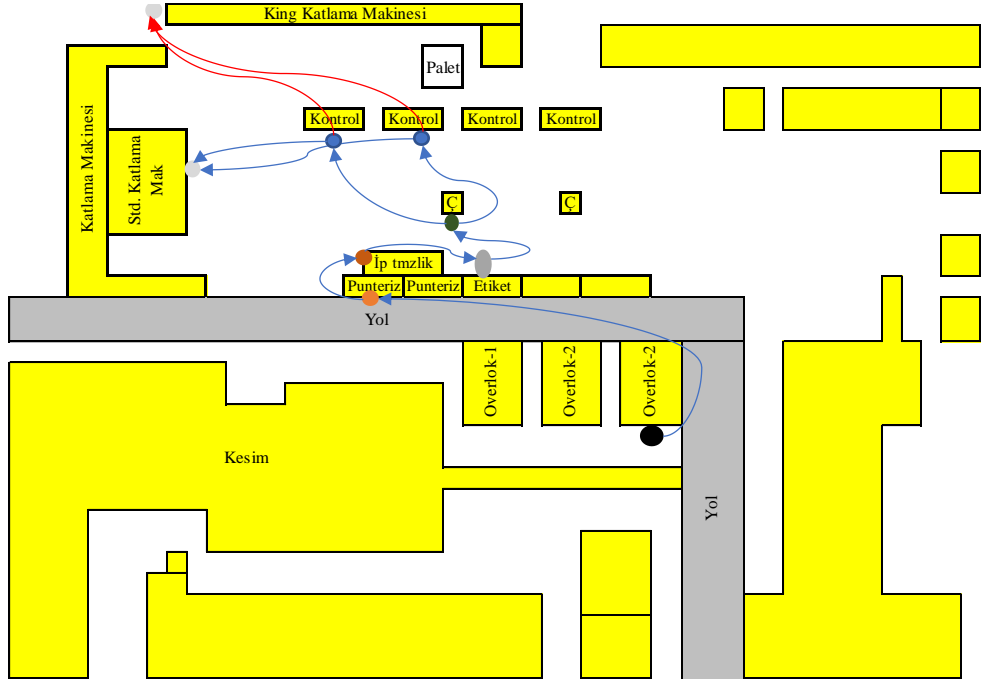 King Katlama Makinesi
Palet
Kontrol
Kontrol
Kontrol
Kontrol
Katlama Makinesi
Std. Katlama
Mak
Ç
Ç
İp tmzlik
Punteriz
Punteriz
Etiket
Yol
Overlok-1
Overlok-2
Overlok-2
Kesim
Yol